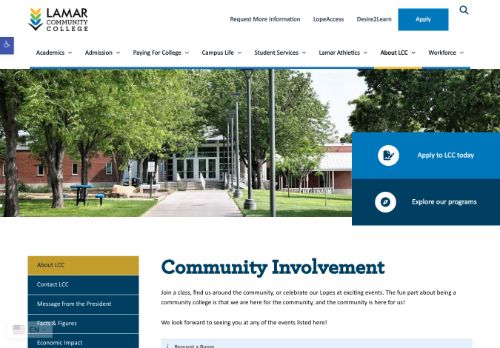 LAMAR
COMMUNITY
COLLEGE
Request More Information LopeAccess Desire2Learn Apply
Academics Admission Paying For College Campus Life Student Services Lamar Athletics About LCC Workforce
Apply to LCC today
Explore our programs
About LCC
Contact LCC
Message from the President
Facts & Figures
EN
Economic Impact
Community Involvement
Join a class, find us around the community, or celebrate our Lopes at exciting events. The fun part about being a
community college is that we are here for the community, and the community is here for us!
We look forward to seeing you at any of the events listed here!
Request a Room